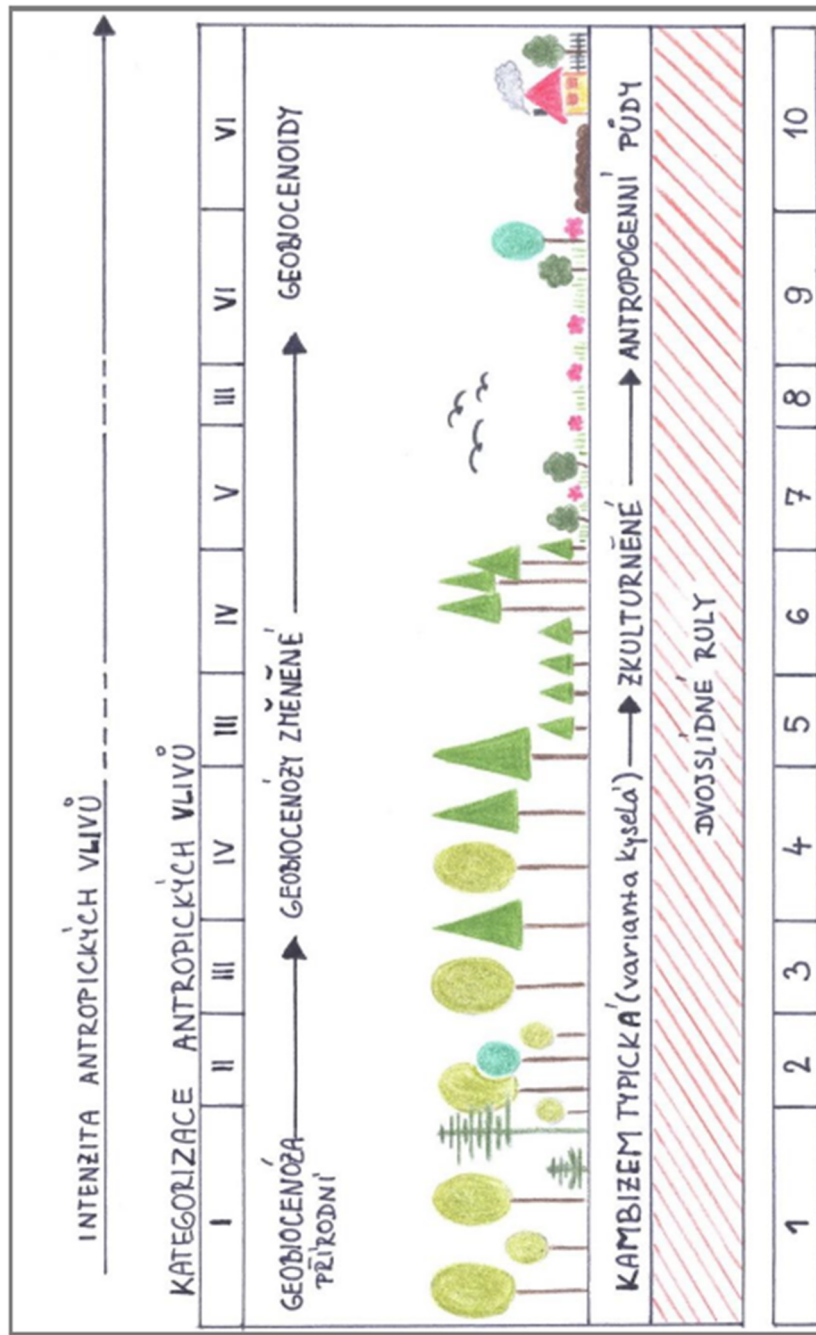 INTENZITA ANTROPICKÝCH VLIVŮ
KATEGORIZACE ANTROPICKÝCH VLIVŮ
I II III IV III IV V III VI VI
GEOBIOCENÓZA PŘÍRODNÍ GEOBIOCENÓZY ZMĚNĚNÉ GEOBIOCENOIDY
KAMBIZEM TYPICKÁ (varianta kyselá) ZKULTURNĚNÉ ANTROPOGENNÍ PŮDY
DVOJSLÍDNÉ RULY
1 2 3 4 5 6 7 8 9 10